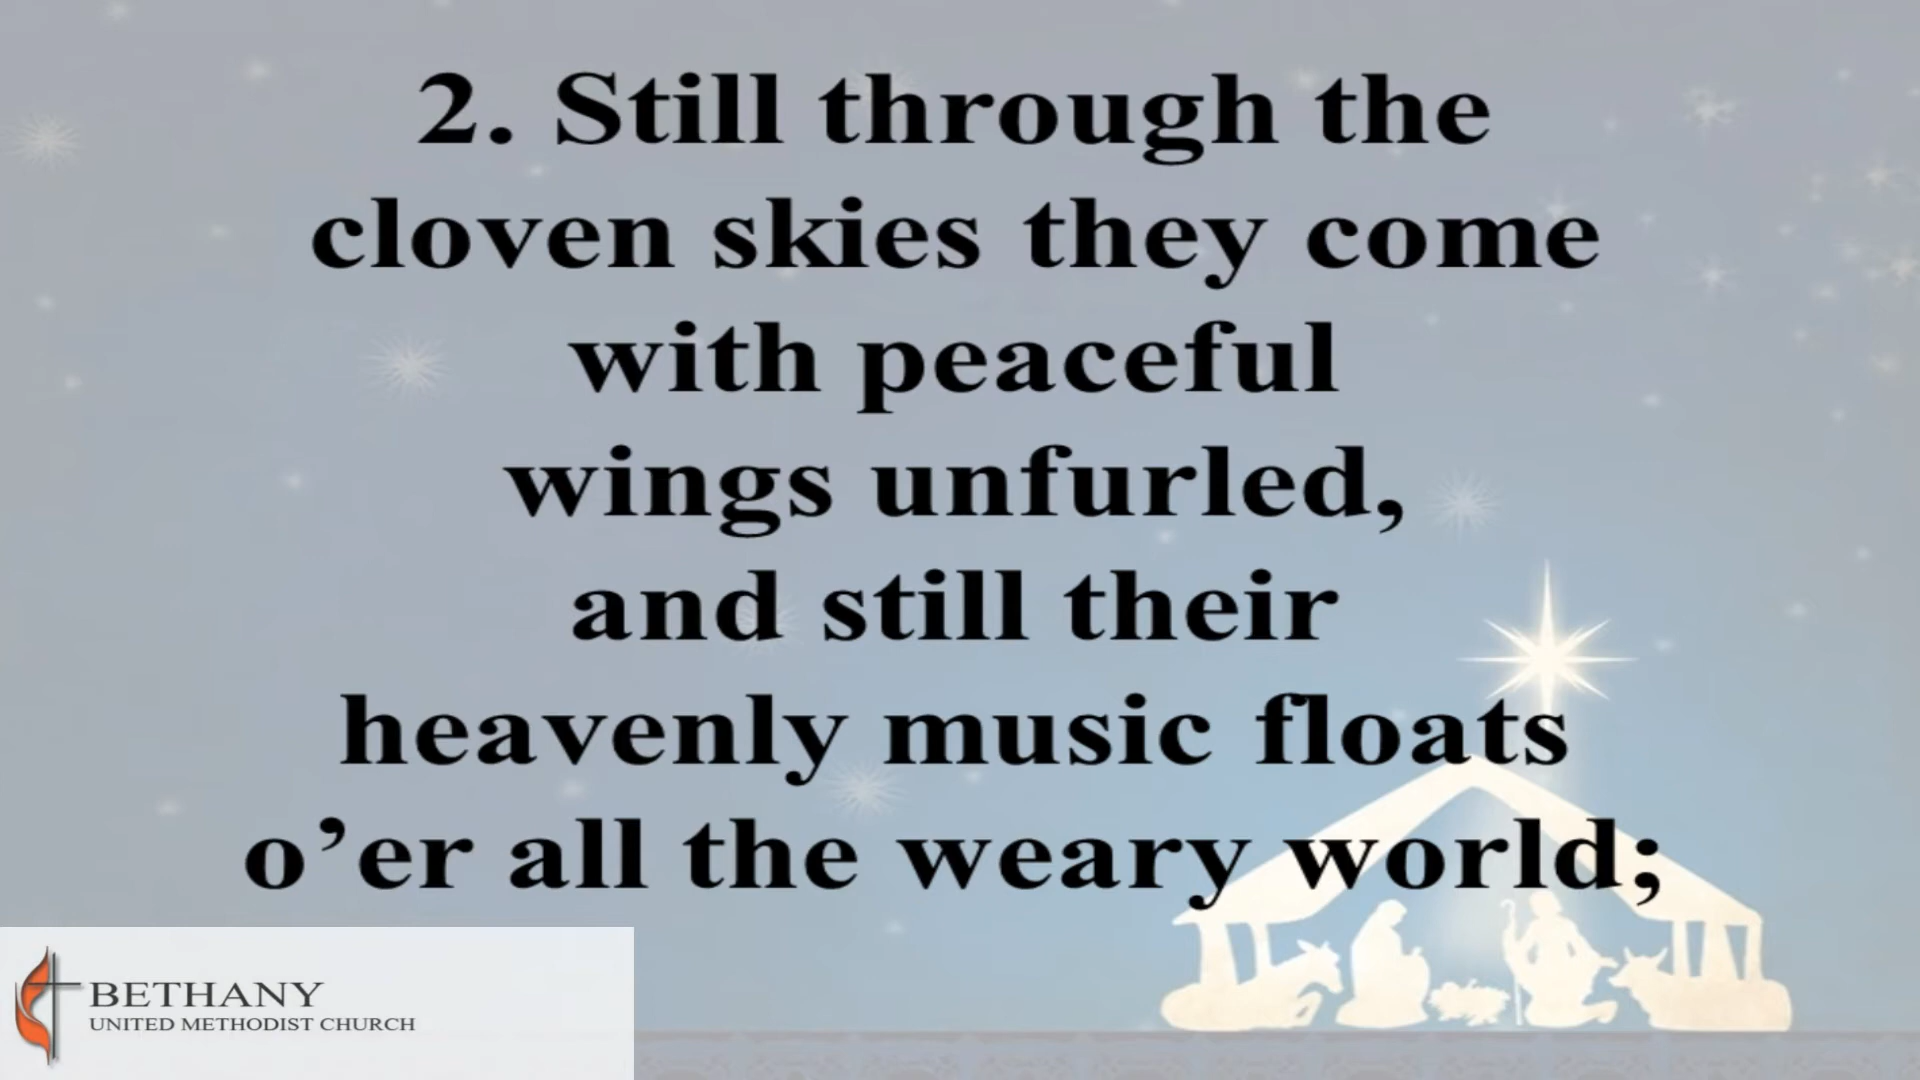 2. Still through the
cloven skies they come
with peaceful
wings unfurled,
and still their
heavenly music floats
o’er all the weary world;
BETHANY
UNITED METHODIST CHURCH